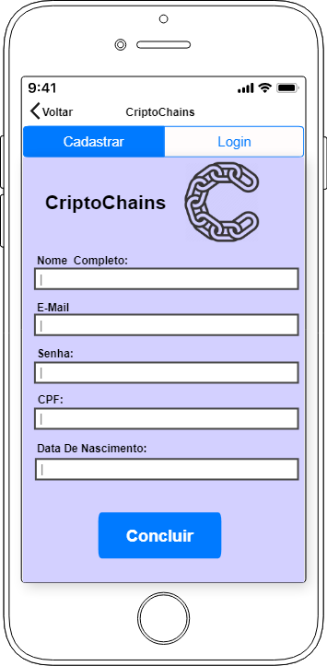 9:41
Voltar CriptoChains
Cadastrar Login
CriptoChains
Nome Completo:
E-Mail
Senha:
CPF:
Data De Nascimento:
Concluir